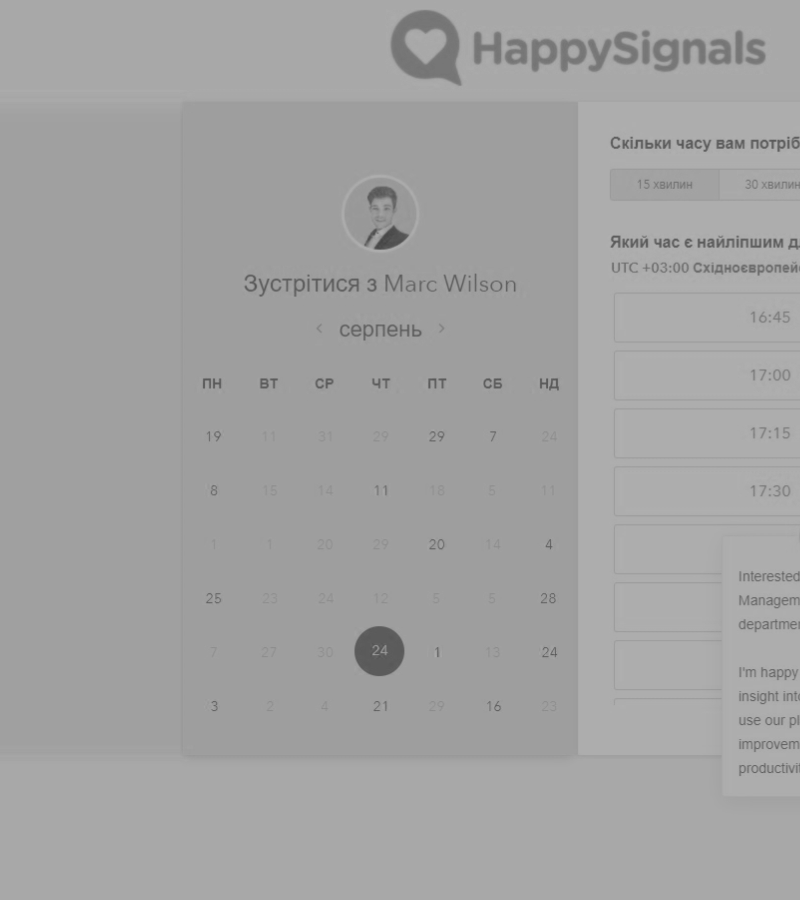 HappySignals
Зустрітися з Marc Wilson
серпень
ПН ВТ СР ЧТ ПТ СБ НД
19 11 31 29 29 7 24
8 15 14 11 18 5 11
1 1 20 29 20 14 4
25 23 24 12 5 5 28
7 27 30 24 1 13 24
3 2 4 21 29 16 23
Скільки часу вам потріб
15 хвилин 30 хвилин
Який час є найліпшим д
UTC +03:00 Східноєвропей
16:45
17:00
17:15
17:30
Interested
Managem
departmen
I'm happy
insight into
use our pl
improvem
productivit